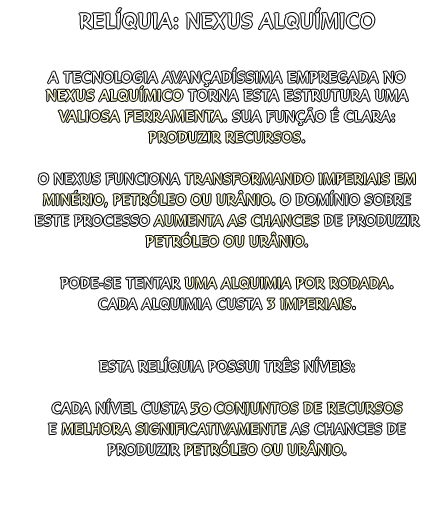 RELÍQUIA: NEXUS ALQUÍMICO
A TECNOLOGIA AVANÇADÍSSIMA EMPREGADA NO
NEXUS ALQUÍMICO TORNA ESTA ESTRUTURA UMA
VALIOSA FERRAMENTA. SUA FUNÇÃO É CLARA:
PRODUZIR RECURSOS.
O NEXUS FUNCIONA TRANSFORMANDO IMPERIAIS EM
MINÉRIO, PETRÓLEO OU URÂNIO. O DOMÍNIO SOBRE
ESTE PROCESSO AUMENTA AS CHANCES DE PRODUZIR
PETRÓLEO OU URÂNIO.
PODE-SE TENTAR UMA ALQUIMIA POR RODADA.
CADA ALQUIMIA CUSTA 3 IMPERIAIS.
ESTA RELÍQUIA POSSUI TRÊS NÍVEIS:
CADA NÍVEL CUSTA 50 CONJUNTOS DE RECURSOS
E MELHORA SIGNIFICATIVAMENTE AS CHANCES DE
PRODUZIR PETRÓLEO OU URÂNIO.